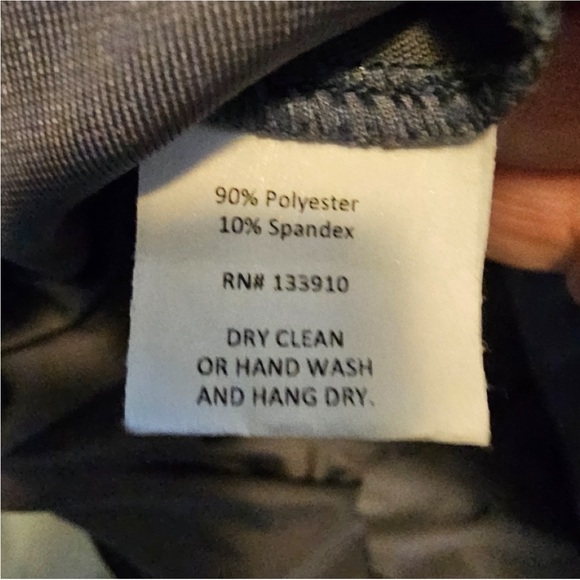 90% Polyester
10% Spandex
RN# 133910
DRY CLEAN
OR HAND WASH
AND HANG DRY.